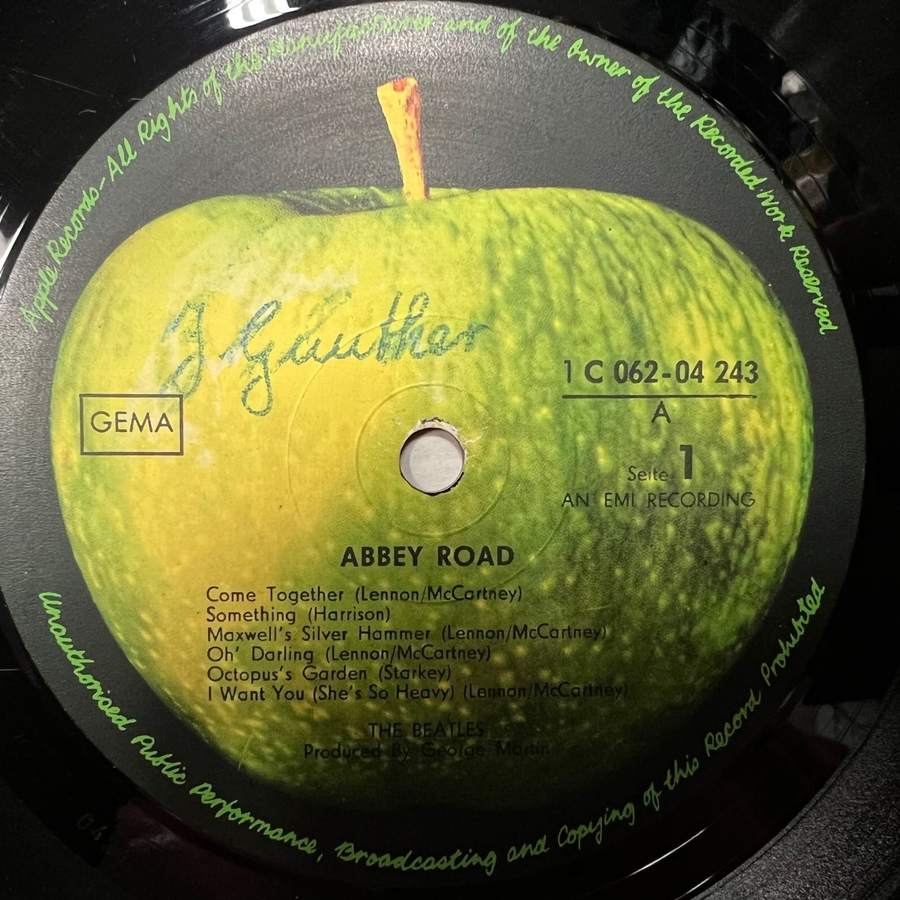 Apple Records - All Rights of the Manufacturer and of the Owner of the Recorded Work Reserved
J Günther
GEMA
1 C 062-04 243
A
Seite 1
AN EMI RECORDING
ABBEY ROAD
Come Together (Lennon/McCartney)
Something (Harrison)
Maxwell's Silver Hammer (Lennon/McCartney)
Oh' Darling (Lennon/McCartney)
Octopus's Garden (Starkey)
I Want You (She's So Heavy) (Lennon/McCartney)
THE BEATLES
Produced By George Martin
Unauthorised Public Performance, Broadcasting and Copying of this Record Prohibited
04